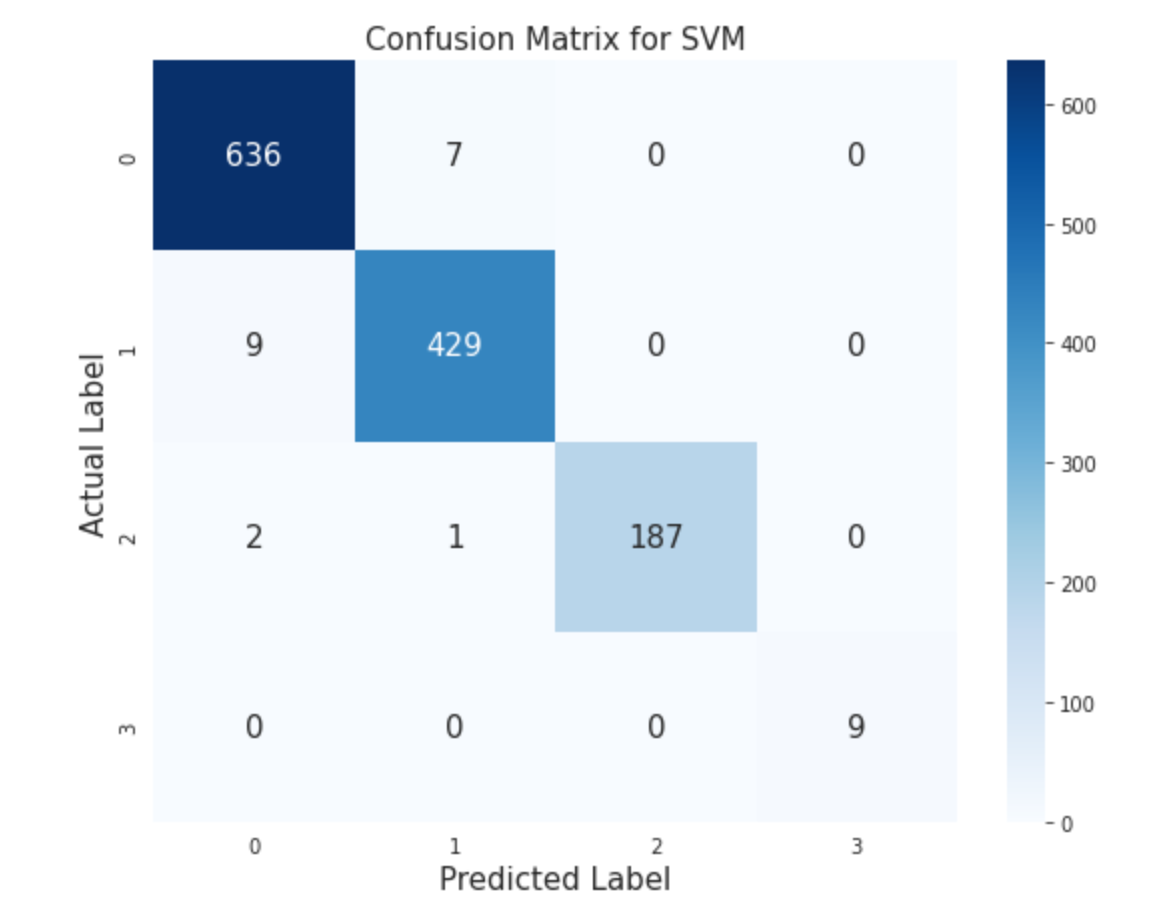 Confusion Matrix for SVM
636 7 0 0
9 429 0 0
2 1 187 0
0 0 0 9
0
1
2
3
Actual Label
0 1 2 3
Predicted Label
600
500
400
300
200
100
0